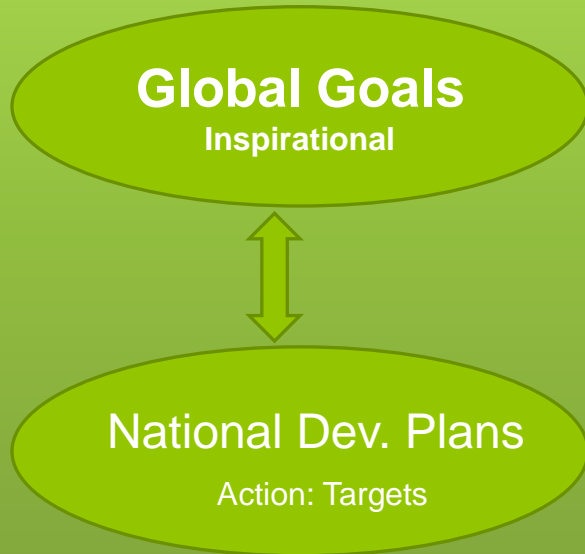 Global Goals
Inspirational
National Dev. Plans
Action: Targets